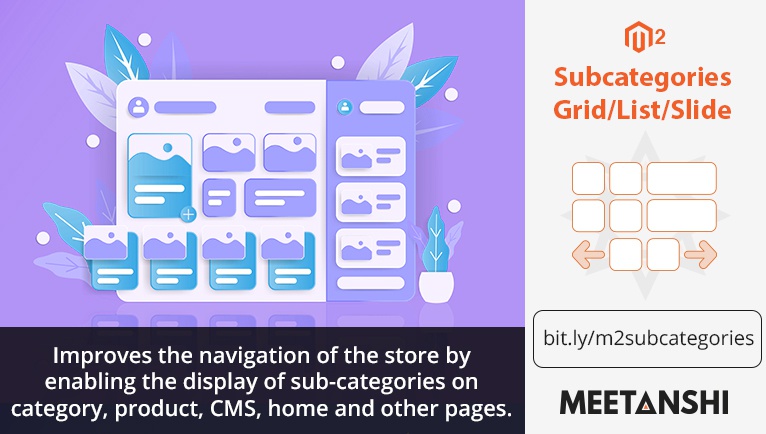 Improves the navigation of the store by
enabling the display of sub-categories on
category, product, CMS, home and other pages.
2
Subcategories
Grid/List/Slide
bit.ly/m2subcategories
MEETANSHI